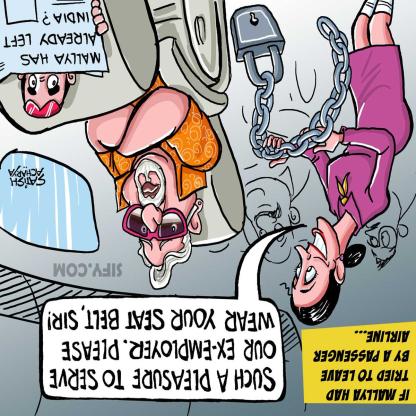 IF MALLYA HAD
TRIED TO LEAVE
BY A PASSENGER
AIRLINE...
SUCH A PLEASURE TO SERVE
OUR EX-EMPLOYER. PLEASE
WEAR YOUR SEAT BELT, SIR!
SIFY.COM
SATISH
ACHARYA
MALLYA HAS
ALREADY LEFT
INDIA?